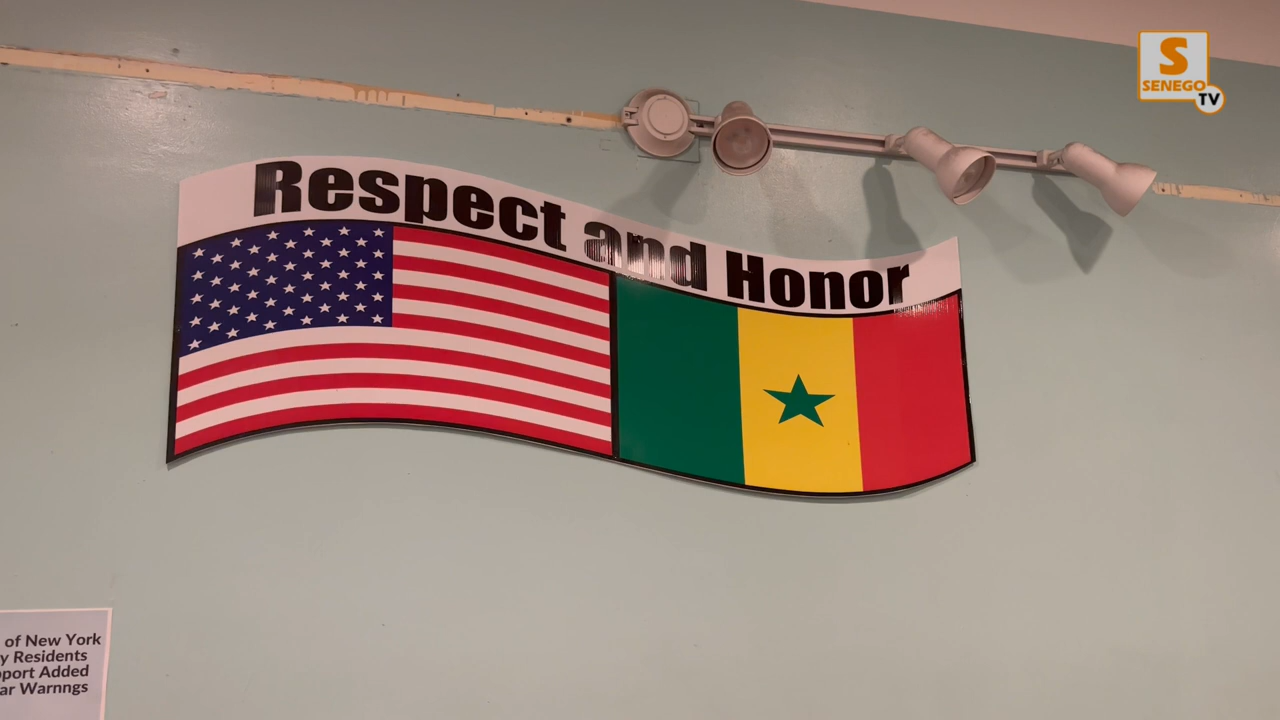 S
SENEGO
TV
Respect and Honor
of New York
y Residents
pport Added
ar Warnngs